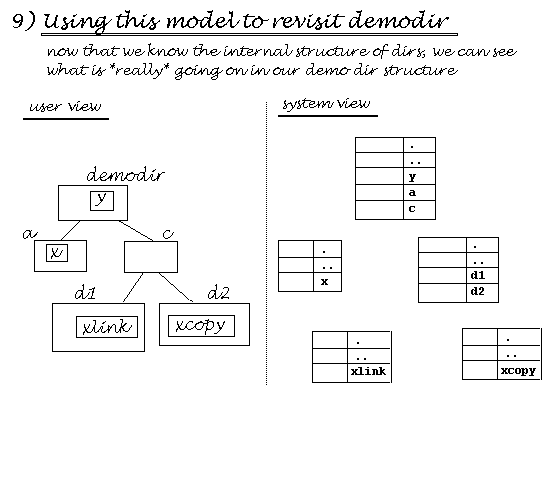 9) Using this model to revisit demodir
now that we know the internal structure of dirs, we can see
what is *really* going on in our demo dir structure
user view
demodir
y
a
x
c
d1
xlink
d2
xcopy
system view
.
..
y
a
c
.
..
x
.
..
d1
d2
.
..
xlink
.
..
xcopy